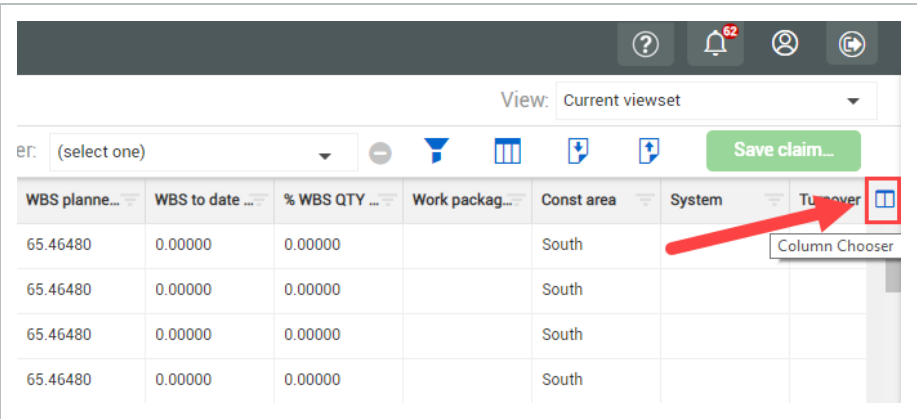 62
View: Current viewset
er: (select one) Save claim...
WBS planne... WBS to date ... % WBS QTY ... Work packag... Const area System Turnover
65.46480 0.00000 0.00000 South
Column Chooser
65.46480 0.00000 0.00000 South
65.46480 0.00000 0.00000 South
65.46480 0.00000 0.00000 South